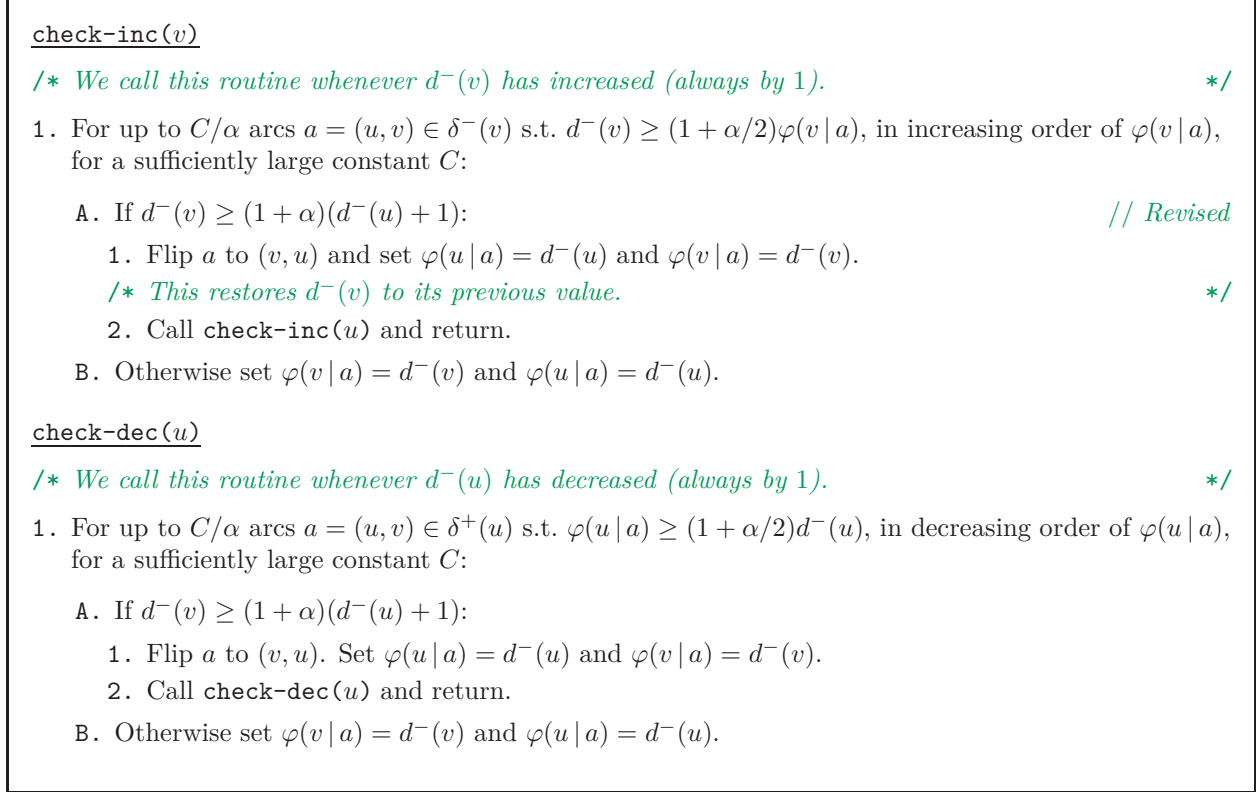 check-inc(v)
/* We call this routine whenever d⁻(v) has increased (always by 1). */
1. For up to C/α arcs a = (u, v) ∈ δ⁻(v) s.t. d⁻(v) ≥ (1 + α/2)φ(v | a), in increasing order of φ(v | a),
for a sufficiently large constant C:
A. If d⁻(v) ≥ (1 + α)(d⁻(u) + 1): // Revised
1. Flip a to (v, u) and set φ(u | a) = d⁻(u) and φ(v | a) = d⁻(v).
/* This restores d⁻(v) to its previous value. */
2. Call check-inc(u) and return.
B. Otherwise set φ(v | a) = d⁻(v) and φ(u | a) = d⁻(u).
check-dec(u)
/* We call this routine whenever d⁻(u) has decreased (always by 1). */
1. For up to C/α arcs a = (u, v) ∈ δ⁺(u) s.t. φ(u | a) ≥ (1 + α/2)d⁻(u), in decreasing order of φ(u | a),
for a sufficiently large constant C:
A. If d⁻(v) ≥ (1 + α)(d⁻(u) + 1):
1. Flip a to (v, u). Set φ(u | a) = d⁻(u) and φ(v | a) = d⁻(v).
2. Call check-dec(u) and return.
B. Otherwise set φ(v | a) = d⁻(v) and φ(u | a) = d⁻(u).